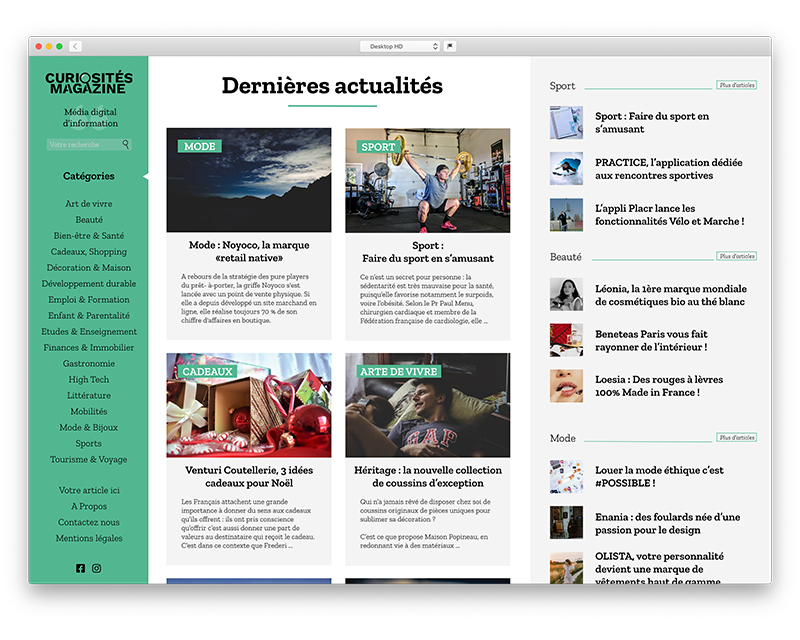 Desktop HD
CURIOSITÉS
MAGAZINE
Média digital
d'information
Votre recherche
Catégories
Art de vivre
Beauté
Bien-être & Santé
Cadeaux, Shopping
Décoration & Maison
Développement durable
Emploi & Formation
Enfant & Parentalité
Etudes & Enseignement
Finances & Immobilier
Gastronomie
High Tech
Littérature
Mobilités
Mode & Bijoux
Sports
Tourisme & Voyage
Votre article ici
A Propos
Contactez nous
Mentions légales
Dernières actualités
MODE
Mode : Noyoco, la marque
«retail native»
A rebours de la stratégie des pure players
du prêt- à-porter, la griffe Noyoco s'est
lancée avec un point de vente physique. Si
elle a depuis développé un site marchand en
ligne, elle réalise toujours 70 % de son
chiffre d'affaires en boutique.
SPORT
Sport :
Faire du sport en s'amusant
Ce n'est un secret pour personne : la
sédentarité est très mauvaise pour la santé,
puisqu'elle favorise notamment le surpoids,
voire l'obésité. Selon le Pr Paul Menu,
chirurgien cardiaque et membre de la
Fédération française de cardiologie, elle ...
CADEAUX
Venturi Coutellerie, 3 idées
cadeaux pour Noël
Les Français attachent une grande
importance à donner du sens aux cadeaux
qu'ils offrent : ils ont pris conscience
qu'offrir c'est aussi donner une part de
valeurs au destinataire qui reçoit le cadeau.
C'est dans ce contexte que Frederi ...
ARTE DE VIVRE
GAP
Héritage : la nouvelle collection
de coussins d'exception
Qui n'a jamais rêvé de disposer chez soi de
coussins originaux de pièces uniques pour
sublimer sa décoration ?
C'est ce que propose Maison Popineau, en
redonnant vie à des matériaux ...
Sport
Plus d'articles
Sport : Faire du sport en
s'amusant
PRACTICE, l'application dédiée
aux rencontres sportives
L'appli Placr lance les
fonctionnalités Vélo et Marche !
Beauté
Plus d'articles
Léonia, la 1ère marque mondiale
de cosmétiques bio au thé blanc
Beneteas Paris vous fait
rayonner de l'intérieur !
Loesia : Des rouges à lèvres
100% Made in France !
Mode
Plus d'articles
Louer la mode éthique c'est
#POSSIBLE !
Enania : des foulards née d'une
passion pour le design
OLISTA, votre personnalité
devient une marque de
vêtements haut de gamme